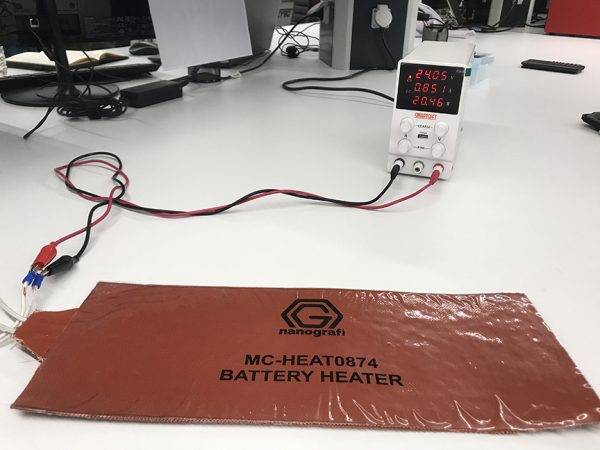 24.05 V
0.851 A
20.46 W
nanografi
MC-HEAT0874
BATTERY HEATER